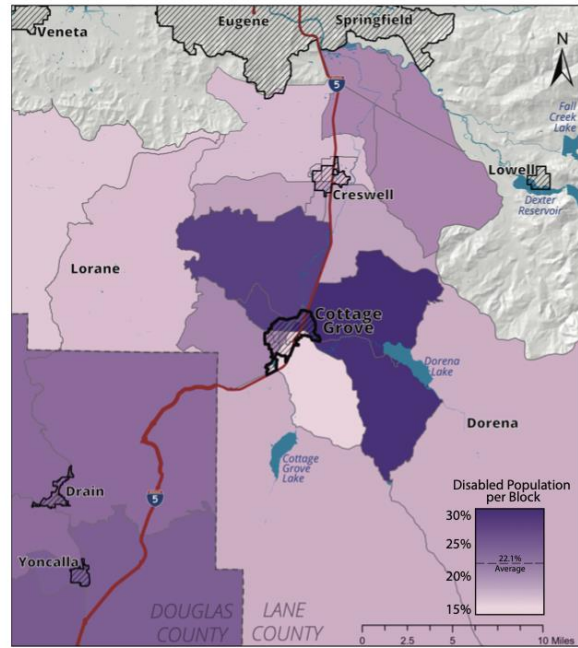 Veneta
Eugene
Springfield
N
5
Fall
Creek
Lake
Lowell
Dexter
Reservoir
Creswell
Lorane
Cottage
Grove
Dorena
Lake
Dorena
Cottage
Grove
Lake
Drain
5
Yoncalla
DOUGLAS
COUNTY
LANE
COUNTY
Disabled Population
per Block
30%
25%
22.1%
Average
20%
15%
0 2.5 5 10 Miles